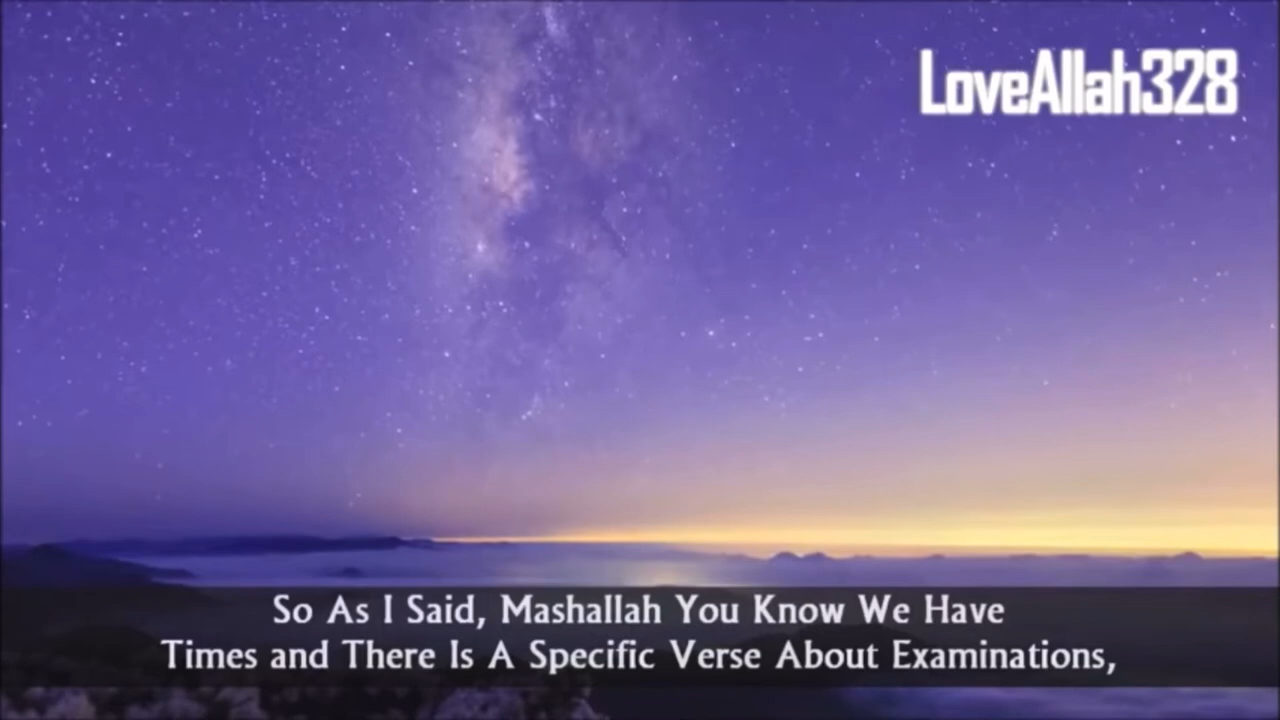 LoveAllah328
So As I Said, Mashallah You Know We Have
Times and There Is A Specific Verse About Examinations,